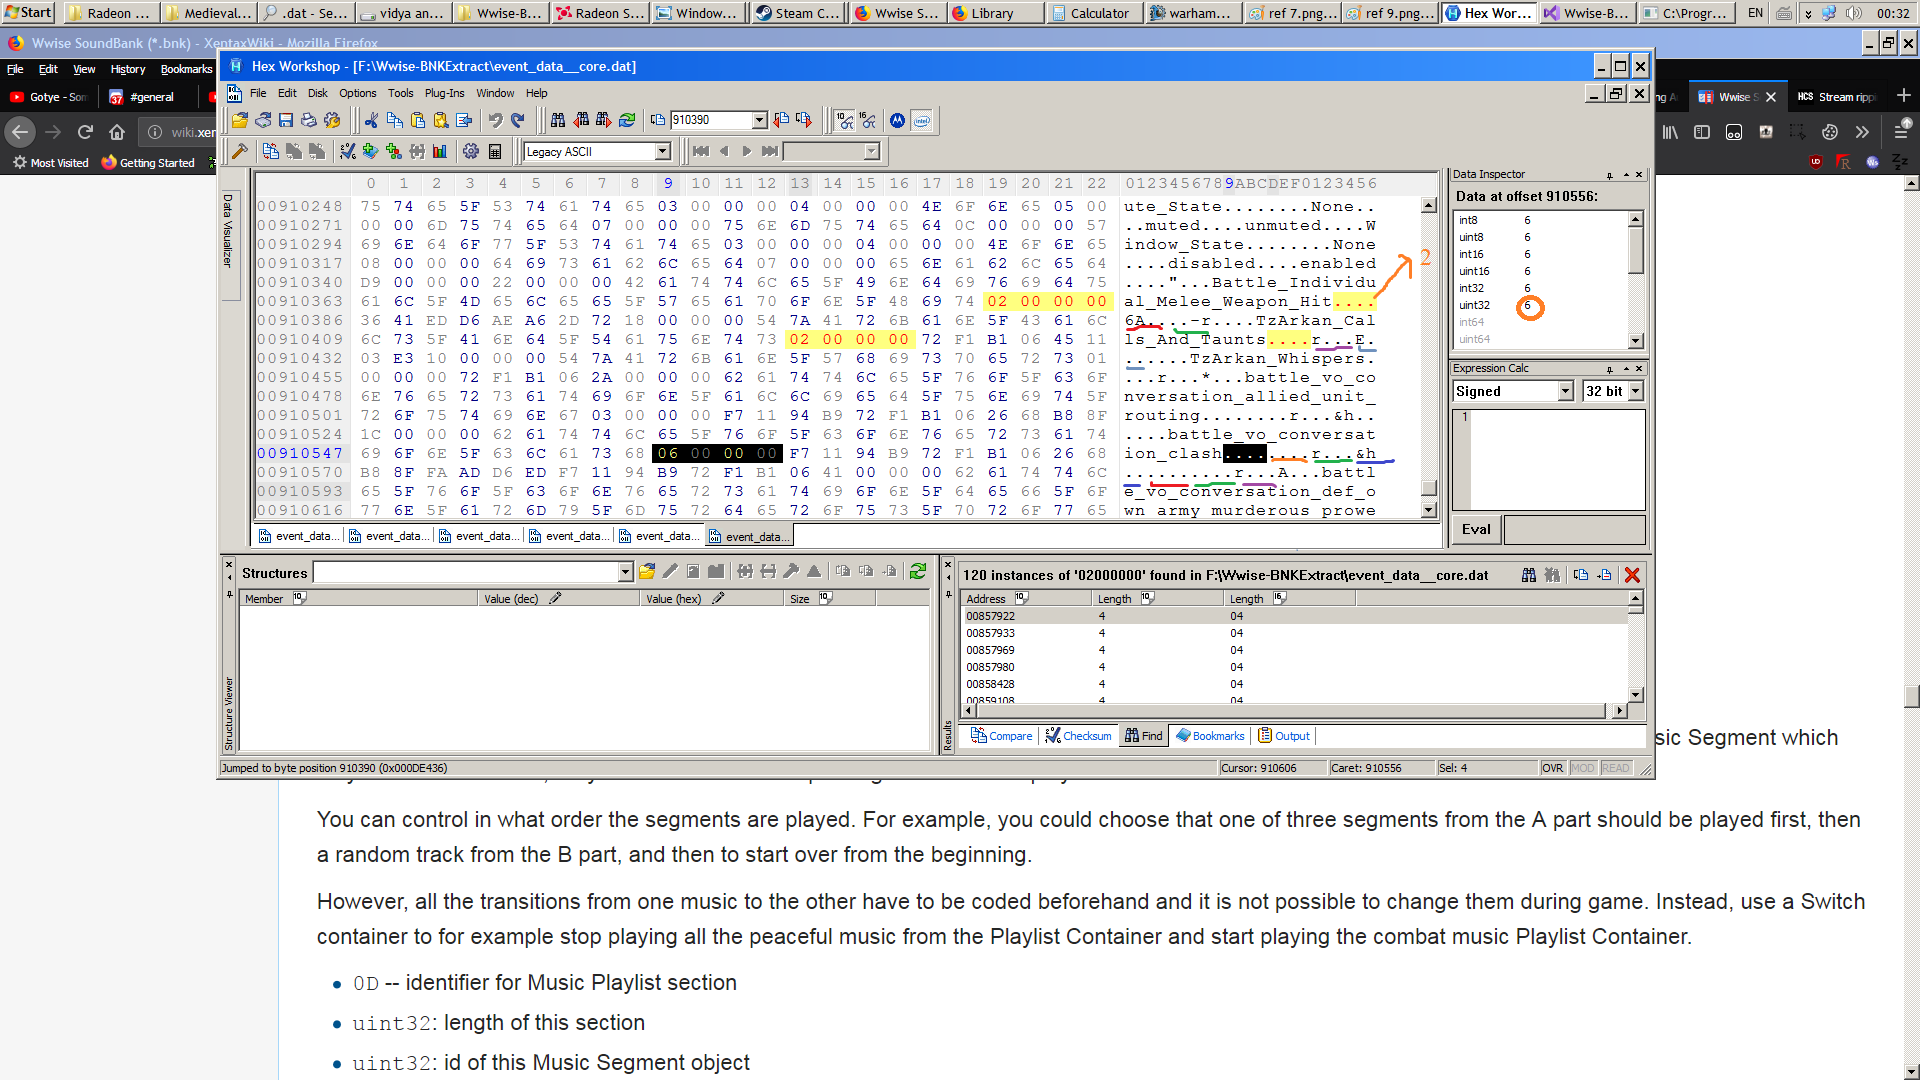 Start Radeon ... Medieval... .dat - Se... vidya an... Wwise-B... Radeon S... Window... Steam C... Wwise S... Library Calculator warham... ref 7.png... ref 9.png... Hex Wor... Wwise-B... C:\Progr... EN 00:32
Wwise SoundBank (*.bnk) - XentaxWiki - Mozilla Firefox
File Edit View History Bookmarks
Gotye - Som #general Wwise S HCS Stream rippi
wiki.xen
Most Visited Getting Started
Hex Workshop - [F:\Wwise-BNKExtract\event_data__core.dat]
File Edit Disk Options Tools Plug-Ins Window Help
910390
Legacy ASCII
Data Visualizer
0 1 2 3 4 5 6 7 8 9 10 11 12 13 14 15 16 17 18 19 20 21 22 0123456789ABCDEF0123456
00910248 75 74 65 5F 53 74 61 74 65 03 00 00 00 04 00 00 00 4E 6F 6E 65 05 00 ute_State........None..
00910271 00 00 6D 75 74 65 64 07 00 00 00 75 6E 6D 75 74 65 64 0C 00 00 00 57 ..muted....unmuted....W
00910294 69 6E 64 6F 77 5F 53 74 61 74 65 03 00 00 00 04 00 00 00 4E 6F 6E 65 indow_State........None
00910317 08 00 00 00 64 69 73 61 62 6C 65 64 07 00 00 00 65 6E 61 62 6C 65 64 ....disabled....enabled
00910340 D9 00 00 00 22 00 00 00 42 61 74 74 6C 65 5F 49 6E 64 69 76 69 64 75 ...."...Battle_Individu
00910363 61 6C 5F 4D 65 6C 65 65 5F 57 65 61 70 6F 6E 5F 48 69 74 02 00 00 00 al_Melee_Weapon_Hit....
00910386 36 41 ED D6 AE A6 2D 72 18 00 00 00 54 7A 41 72 6B 61 6E 5F 43 61 6C 6A....-r....TzArkan_Cal
00910409 6C 73 5F 41 6E 64 5F 54 61 75 6E 74 73 02 00 00 00 72 F1 B1 06 45 11 ls_And_Taunts....r...E.
00910432 03 E3 10 00 00 00 54 7A 41 72 6B 61 6E 5F 57 68 69 73 70 65 72 73 01 ......TzArkan_Whispers.
00910455 00 00 00 72 F1 B1 06 2A 00 00 00 62 61 74 74 6C 65 5F 76 6F 5F 63 6F ...r...*...battle_vo_co
00910478 6E 76 65 72 73 61 74 69 6F 6E 5F 61 6C 6C 69 65 64 5F 75 6E 69 74 5F nversation_allied_unit_
00910501 72 6F 75 74 69 6E 67 03 00 00 00 F7 11 94 B9 72 F1 B1 06 26 68 B8 8F routing........r...&h..
00910524 1C 00 00 00 62 61 74 74 6C 65 5F 76 6F 5F 63 6F 6E 76 65 72 73 61 74 ....battle_vo_conversat
00910547 69 6F 6E 5F 63 6C 61 73 68 06 00 00 00 F7 11 94 B9 72 F1 B1 06 26 68 ion_clash........r...&h
00910570 B8 8F FA AD D6 ED F7 11 94 B9 72 F1 B1 06 41 00 00 00 62 61 74 74 6C ..........r...A...battl
00910593 65 5F 76 6F 5F 63 6F 6E 76 65 72 73 61 74 69 6F 6E 5F 64 65 66 5F 6F e_vo_conversation_def_o
00910616 77 6E 5F 61 72 6D 79 5F 6D 75 72 64 65 72 6F 75 73 5F 70 72 6F 77 65 wn_army_murderous_prowe
2
event_data... event_data... event_data... event_data... event_data... event_data...
Data Inspector
Data at offset 910556:
int8 6
uint8 6
int16 6
uint16 6
int32 6
uint32 6
int64
uint64
Expression Calc
Signed 32 bit
1
Eval
Structures
Member Value (dec) Value (hex) Size
Structure Viewer
120 instances of '02000000' found in F:\Wwise-BNKExtract\event_data__core.dat
Address Length Length
00857922 4 04
00857933 4 04
00857969 4 04
00857980 4 04
00858428 4 04
00859108 4 04
Results
Compare Checksum Find Bookmarks Output
Jumped to byte position 910390 (0x000DE436) Cursor: 910606 Caret: 910556 Sel: 4 OVR MOD READ
sic Segment which
You can control in what order the segments are played. For example, you could choose that one of three segments from the A part should be played first, then
a random track from the B part, and then to start over from the beginning.
However, all the transitions from one music to the other have to be coded beforehand and it is not possible to change them during game. Instead, use a Switch
container to for example stop playing all the peaceful music from the Playlist Container and start playing the combat music Playlist Container.
0D -- identifier for Music Playlist section
uint32: length of this section
uint32: id of this Music Segment object